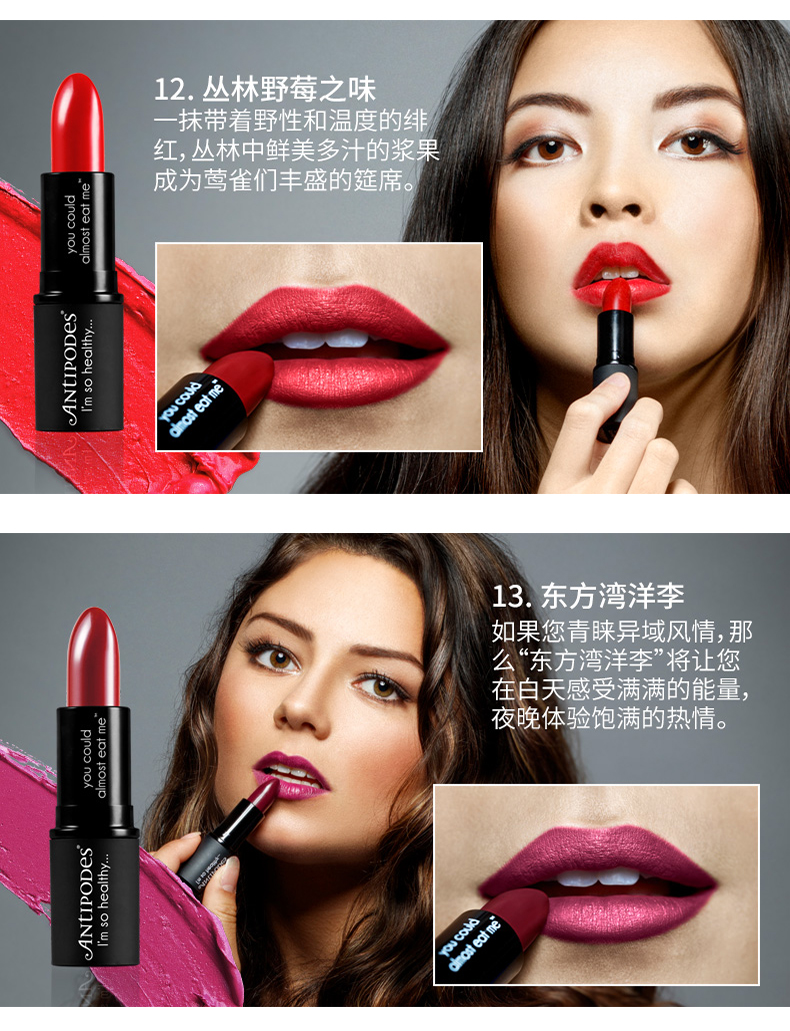 12. 丛林野莓之味
一抹带着野性和温度的绯
红，丛林中鲜美多汁的浆果
成为莺雀们丰盛的筵席。
you could
almost eat me™
ANTIPODES®
I'm so healthy...
you could
almost eat me™
13. 东方湾洋李
如果您青睐异域风情，那
么“东方湾洋李”将让您
在白天感受满满的能量，
夜晚体验饱满的热情。
you could
almost eat me™
ANTIPODES®
I'm so healthy...
you could
almost eat me™